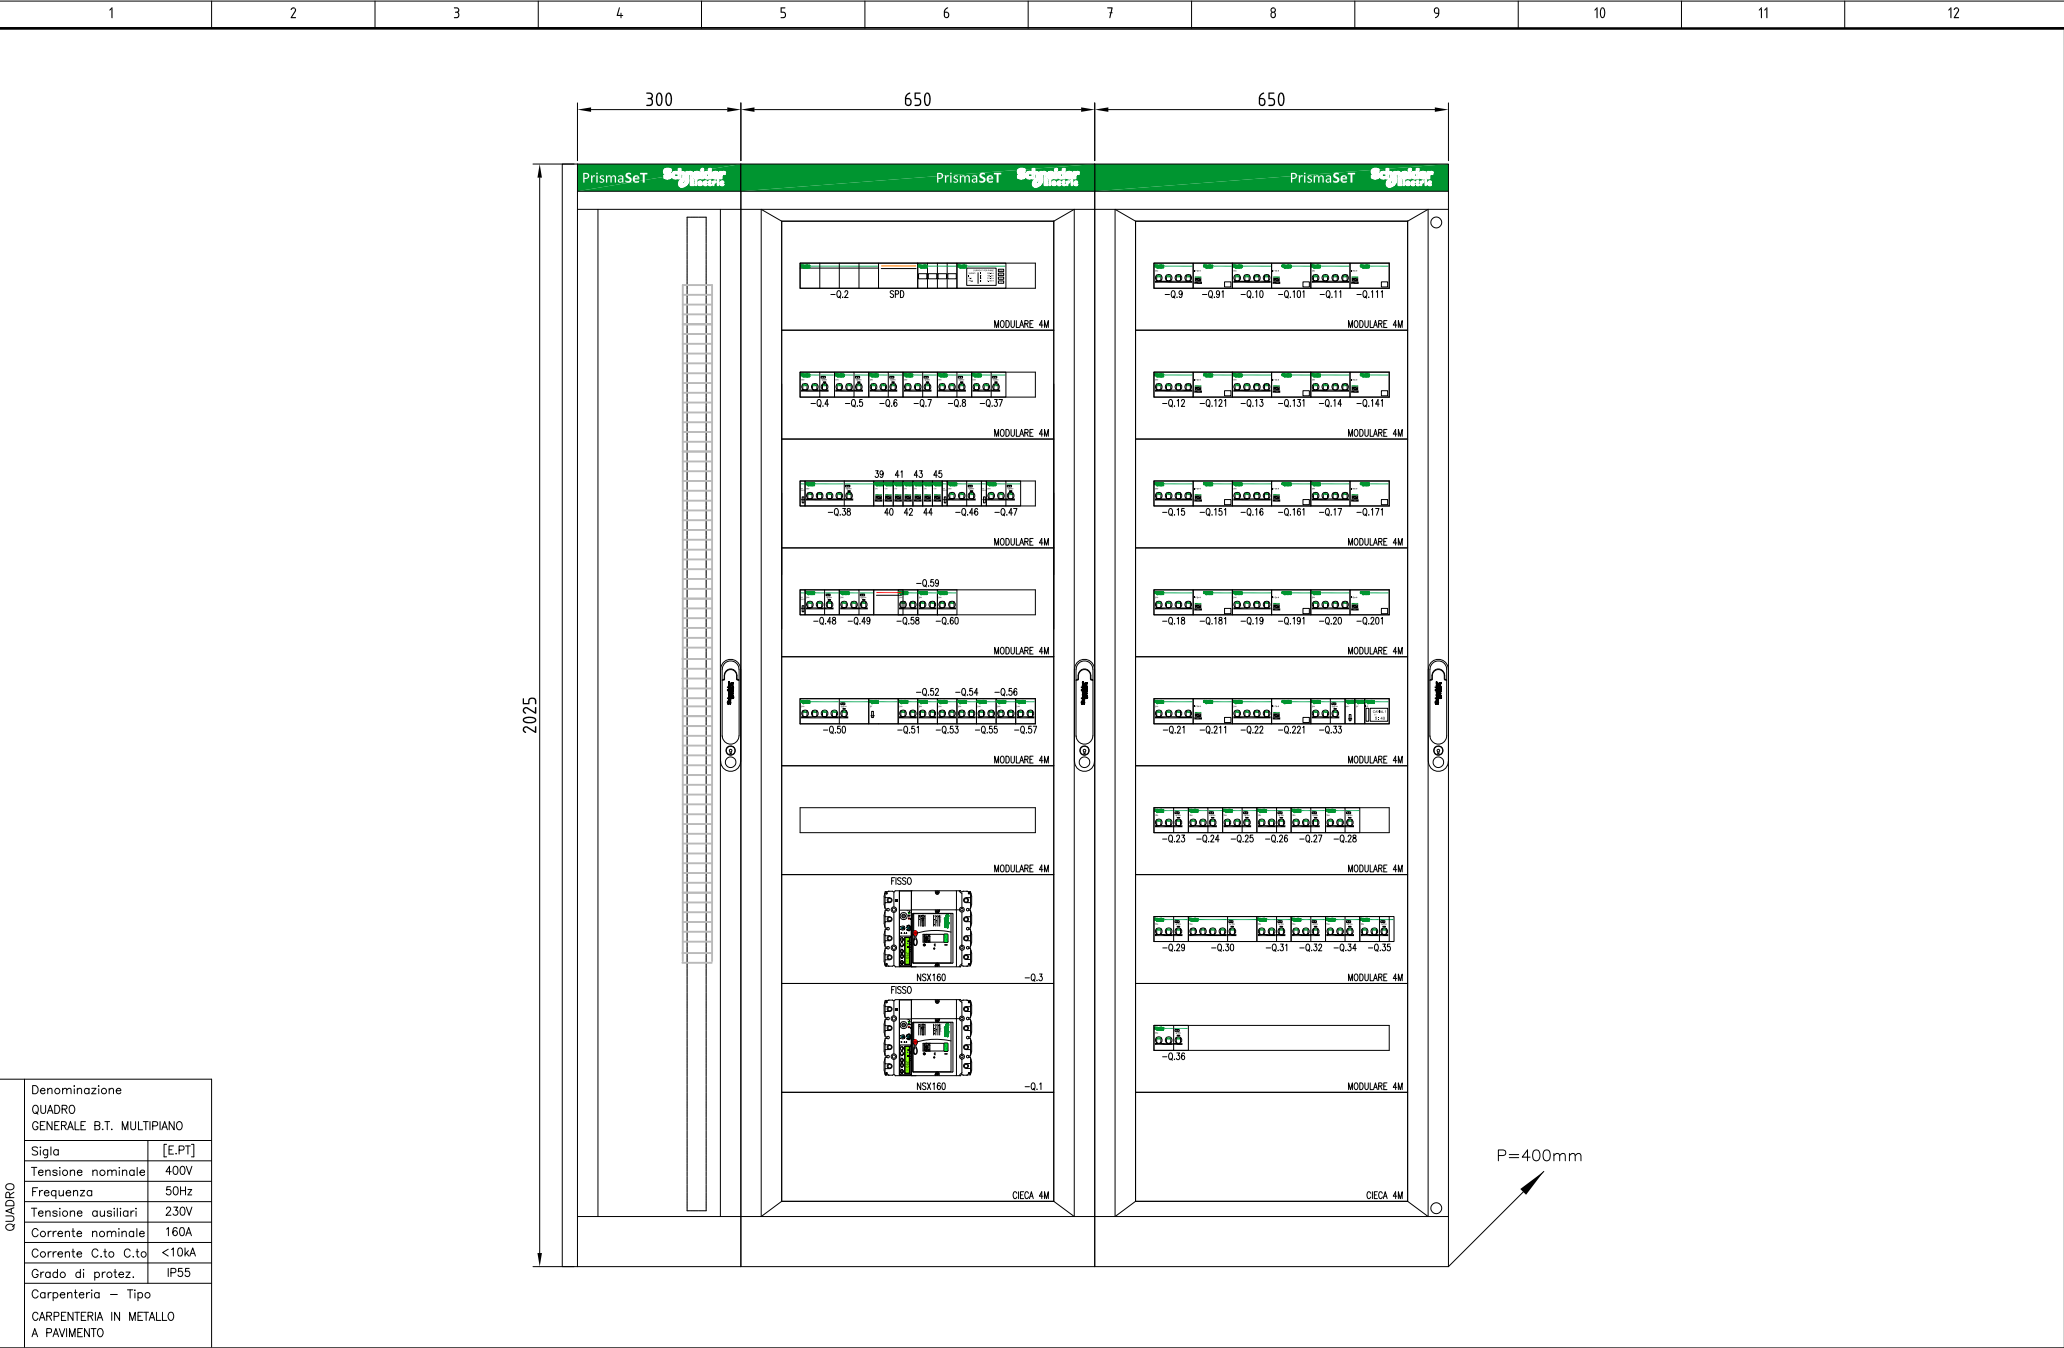 1 2 3 4 5 6 7 8 9 10 11 12
300 650 650
PrismaSeT Schneider Electric PrismaSeT Schneider Electric PrismaSeT Schneider Electric
2025
-Q.2 SPD
MODULARE 4M
-Q.4 -Q.5 -Q.6 -Q.7 -Q.8 -Q.37
MODULARE 4M
39 41 43 45
-Q.38 40 42 44 -Q.46 -Q.47
MODULARE 4M
-Q.59
-Q.48 -Q.49 -Q.58 -Q.60
MODULARE 4M
-Q.52 -Q.54 -Q.56
-Q.50 -Q.51 -Q.53 -Q.55 -Q.57
MODULARE 4M
MODULARE 4M
FISSO
NSX160 -Q.3
FISSO
NSX160 -Q.1
CIECA 4M
-Q.9 -Q.91 -Q.10 -Q.101 -Q.11 -Q.111
MODULARE 4M
-Q.12 -Q.121 -Q.13 -Q.131 -Q.14 -Q.141
MODULARE 4M
-Q.15 -Q.151 -Q.16 -Q.161 -Q.17 -Q.171
MODULARE 4M
-Q.18 -Q.181 -Q.19 -Q.191 -Q.20 -Q.201
MODULARE 4M
-Q.21 -Q.211 -Q.22 -Q.221 -Q.33
MODULARE 4M
-Q.23 -Q.24 -Q.25 -Q.26 -Q.27 -Q.28
MODULARE 4M
-Q.29 -Q.30 -Q.31 -Q.32 -Q.34 -Q.35
MODULARE 4M
-Q.36
MODULARE 4M
CIECA 4M
P=400mm
QUADRO
Denominazione
QUADRO
GENERALE B.T. MULTIPIANO
Sigla [E.PT]
Tensione nominale 400V
Frequenza 50Hz
Tensione ausiliari 230V
Corrente nominale 160A
Corrente C.to C.to <10kA
Grado di protez. IP55
Carpenteria – Tipo
CARPENTERIA IN METALLO
A PAVIMENTO